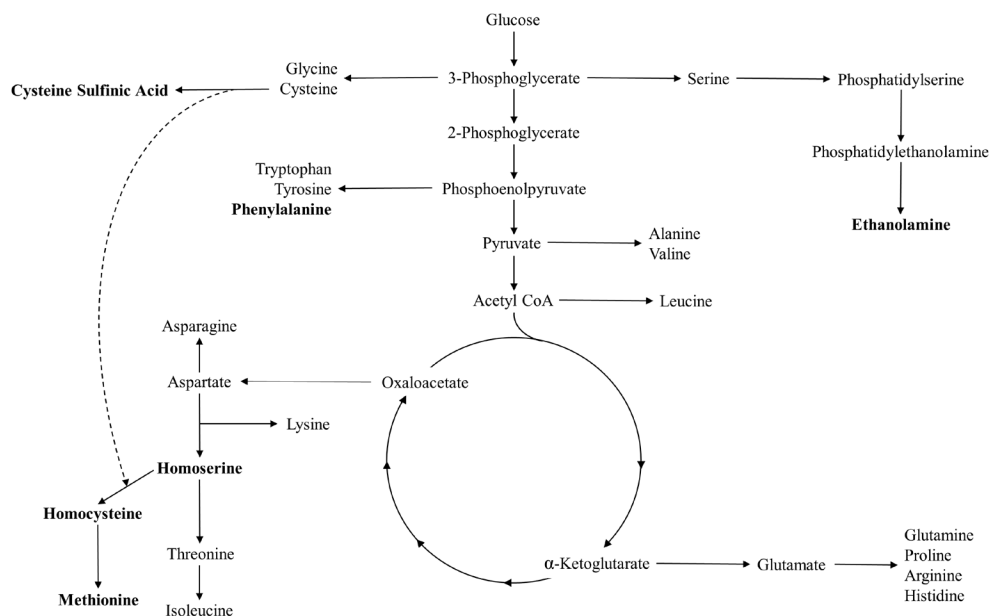 Glucose
Glycine
Cysteine
3-Phosphoglycerate
Serine
Phosphatidylserine
Cysteine Sulfinic Acid
2-Phosphoglycerate
Phosphatidylethanolamine
Tryptophan
Tyrosine
Phenylalanine
Phosphoenolpyruvate
Ethanolamine
Pyruvate
Alanine
Valine
Acetyl CoA
Leucine
Asparagine
Aspartate
Oxaloacetate
Lysine
Homoserine
Homocysteine
Threonine
Methionine
Isoleucine
α-Ketoglutarate
Glutamate
Glutamine
Proline
Arginine
Histidine